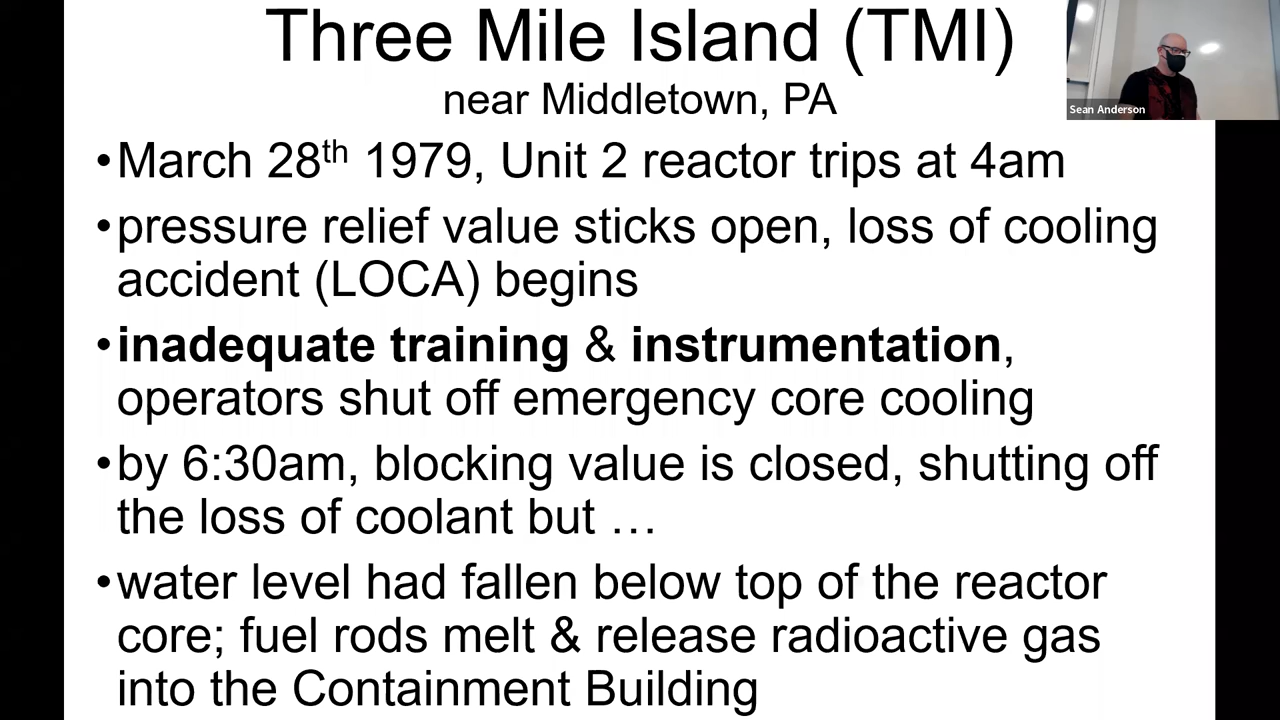 Three Mile Island (TMI)
near Middletown, PA
Sean Anderson
•March 28th 1979, Unit 2 reactor trips at 4am
•pressure relief value sticks open, loss of cooling
accident (LOCA) begins
•inadequate training & instrumentation,
operators shut off emergency core cooling
•by 6:30am, blocking value is closed, shutting off
the loss of coolant but …
•water level had fallen below top of the reactor
core; fuel rods melt & release radioactive gas
into the Containment Building